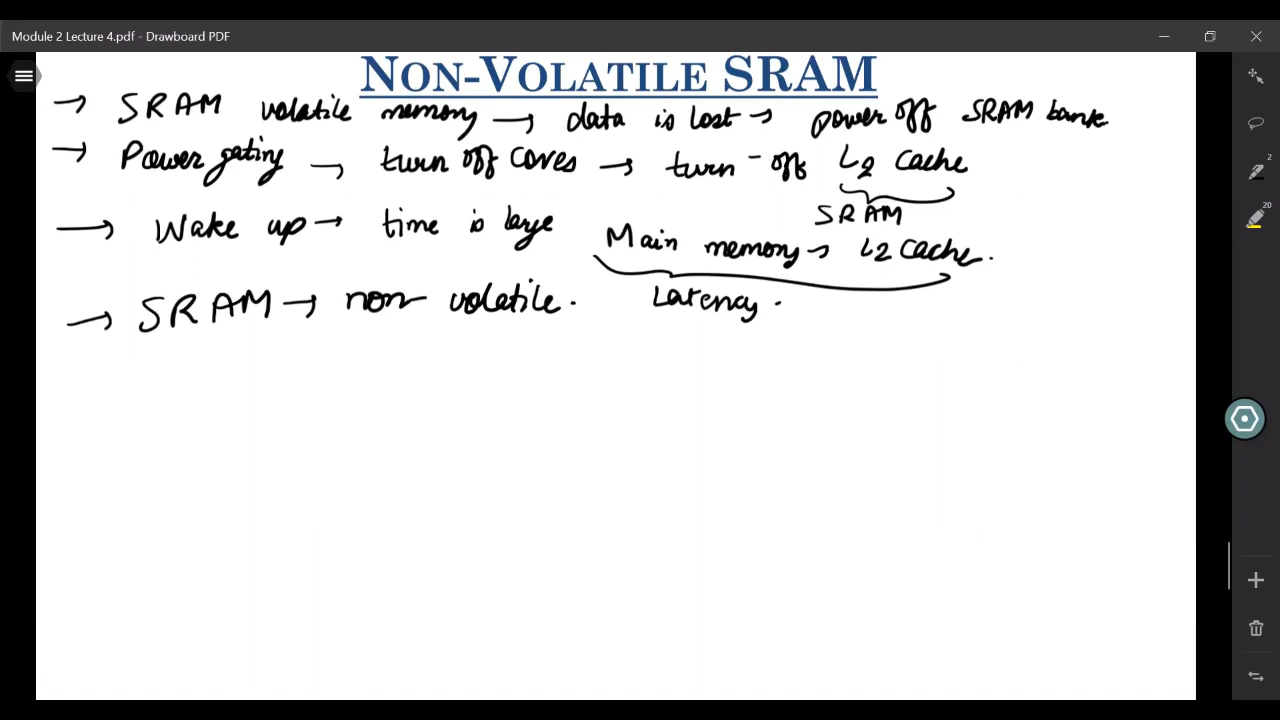 Module 2 Lecture 4.pdf - Drawboard PDF
NON-VOLATILE SRAM
→ SRAM volatile memory → data is lost → power off SRAM bank
→ Power gating → turn off cores → turn-off L2 cache
SRAM
→ Wake up → time is large
Main memory → L2 cache.
Latency.
→ SRAM → non volatile.
2
20